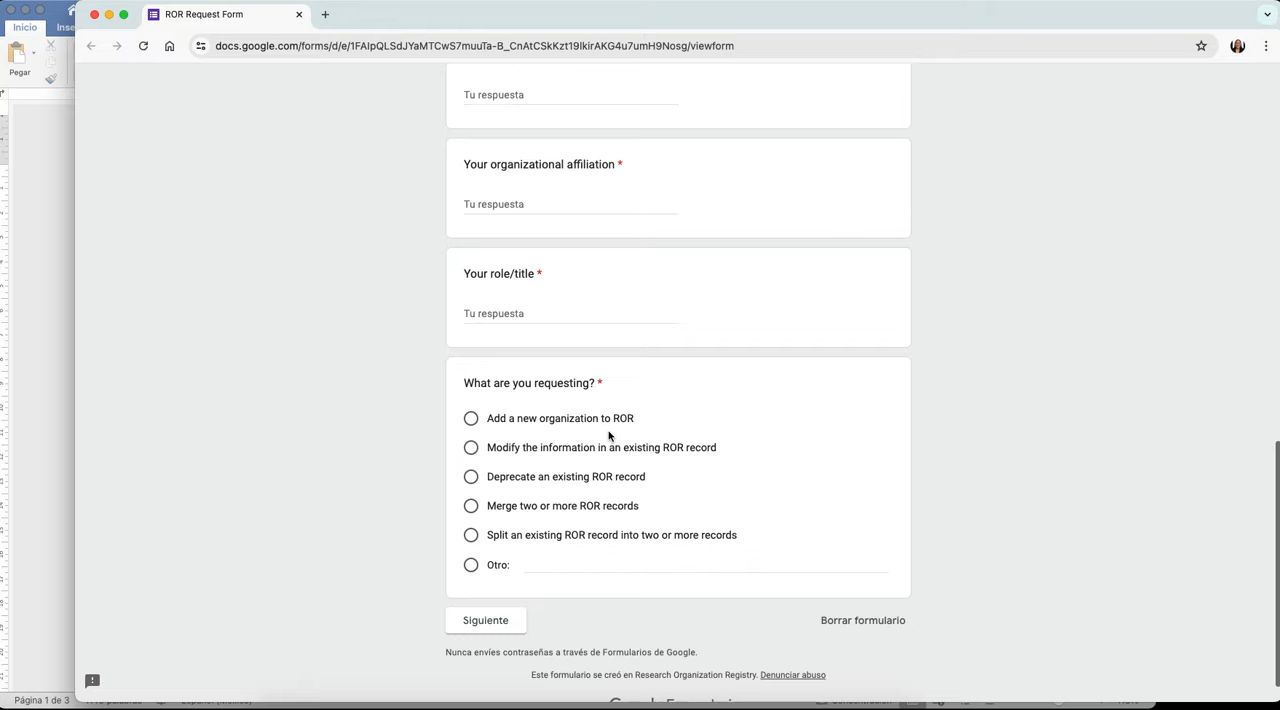 Inicio
Inse
Pegar
ROR Request Form
docs.google.com/forms/d/e/1FAIpQLSdJYaMTCwS7muuTa-B_CnAtCSkKzt19IkirAKG4u7umH9Nosg/viewform
Tu respuesta
Your organizational affiliation *
Tu respuesta
Your role/title *
Tu respuesta
What are you requesting? *
Add a new organization to ROR
Modify the information in an existing ROR record
Deprecate an existing ROR record
Merge two or more ROR records
Split an existing ROR record into two or more records
Otro:
Siguiente
Borrar formulario
Nunca envíes contraseñas a través de Formularios de Google.
Este formulario se creó en Research Organization Registry. Denunciar abuso
Página 1 de 3